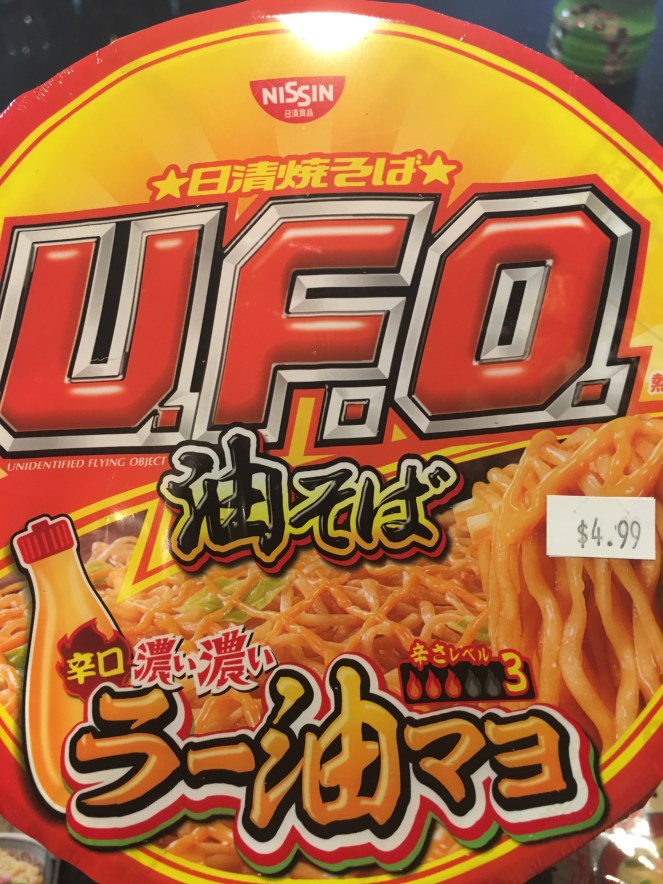 NISSIN
日清食品
★日清焼そば★
U.F.O.
UNIDENTIFIED FLYING OBJECT
油そば
$4.99
辛口 濃い濃い
辛さレベル 3
ラー油マヨ